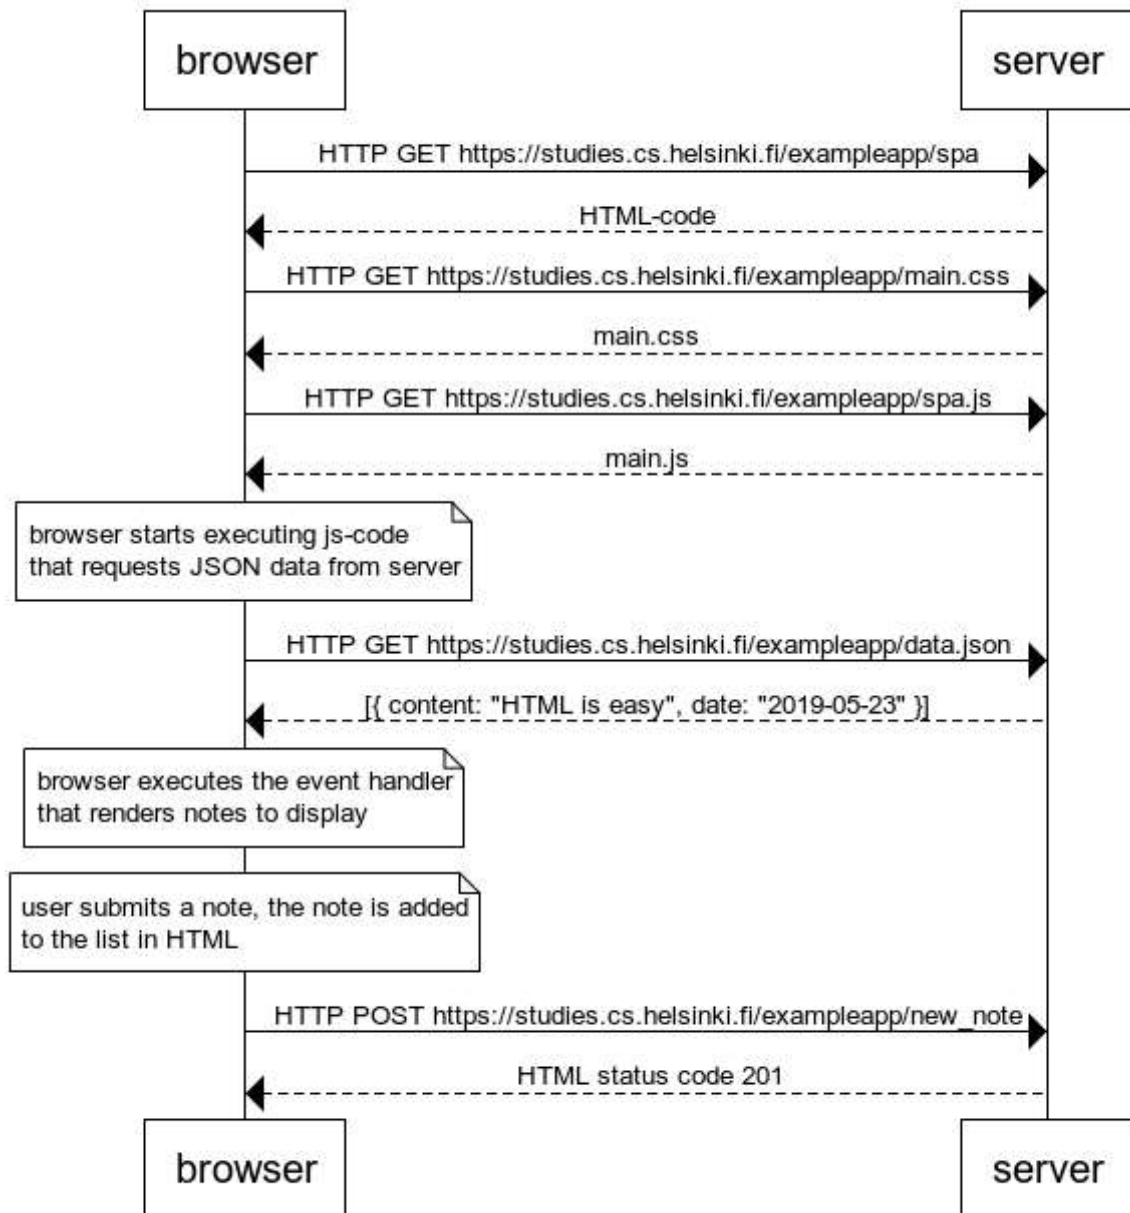 browser
server
HTTP GET https://studies.cs.helsinki.fi/exampleapp/spa
HTML-code
HTTP GET https://studies.cs.helsinki.fi/exampleapp/main.css
main.css
HTTP GET https://studies.cs.helsinki.fi/exampleapp/spa.js
main.js
browser starts executing js-code
that requests JSON data from server
HTTP GET https://studies.cs.helsinki.fi/exampleapp/data.json
[{ content: "HTML is easy", date: "2019-05-23" }]
browser executes the event handler
that renders notes to display
user submits a note, the note is added
to the list in HTML
HTTP POST https://studies.cs.helsinki.fi/exampleapp/new_note
HTML status code 201
browser
server